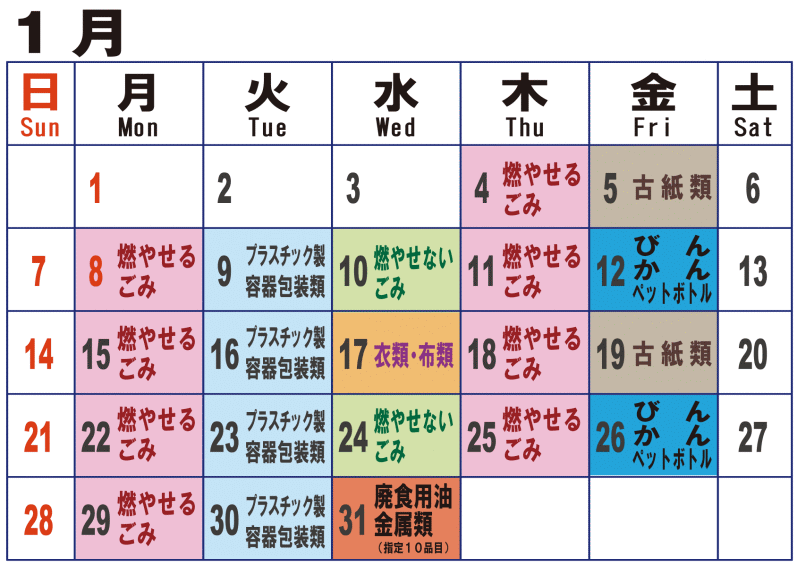 1月
日 月 火 水 木 金 土
Sun Mon Tue Wed Thu Fri Sat
1
2
3
4 燃やせる
ごみ
5 古紙類
6
7
8 燃やせる
ごみ
9 プラスチック製
容器包装類
10 燃やせない
ごみ
11 燃やせる
ごみ
12 びん
かん
ペットボトル
13
14
15 燃やせる
ごみ
16 プラスチック製
容器包装類
17 衣類・布類
18 燃やせる
ごみ
19 古紙類
20
21
22 燃やせる
ごみ
23 プラスチック製
容器包装類
24 燃やせない
ごみ
25 燃やせる
ごみ
26 びん
かん
ペットボトル
27
28
29 燃やせる
ごみ
30 プラスチック製
容器包装類
31 廃食用油
金属類
(指定10品目)